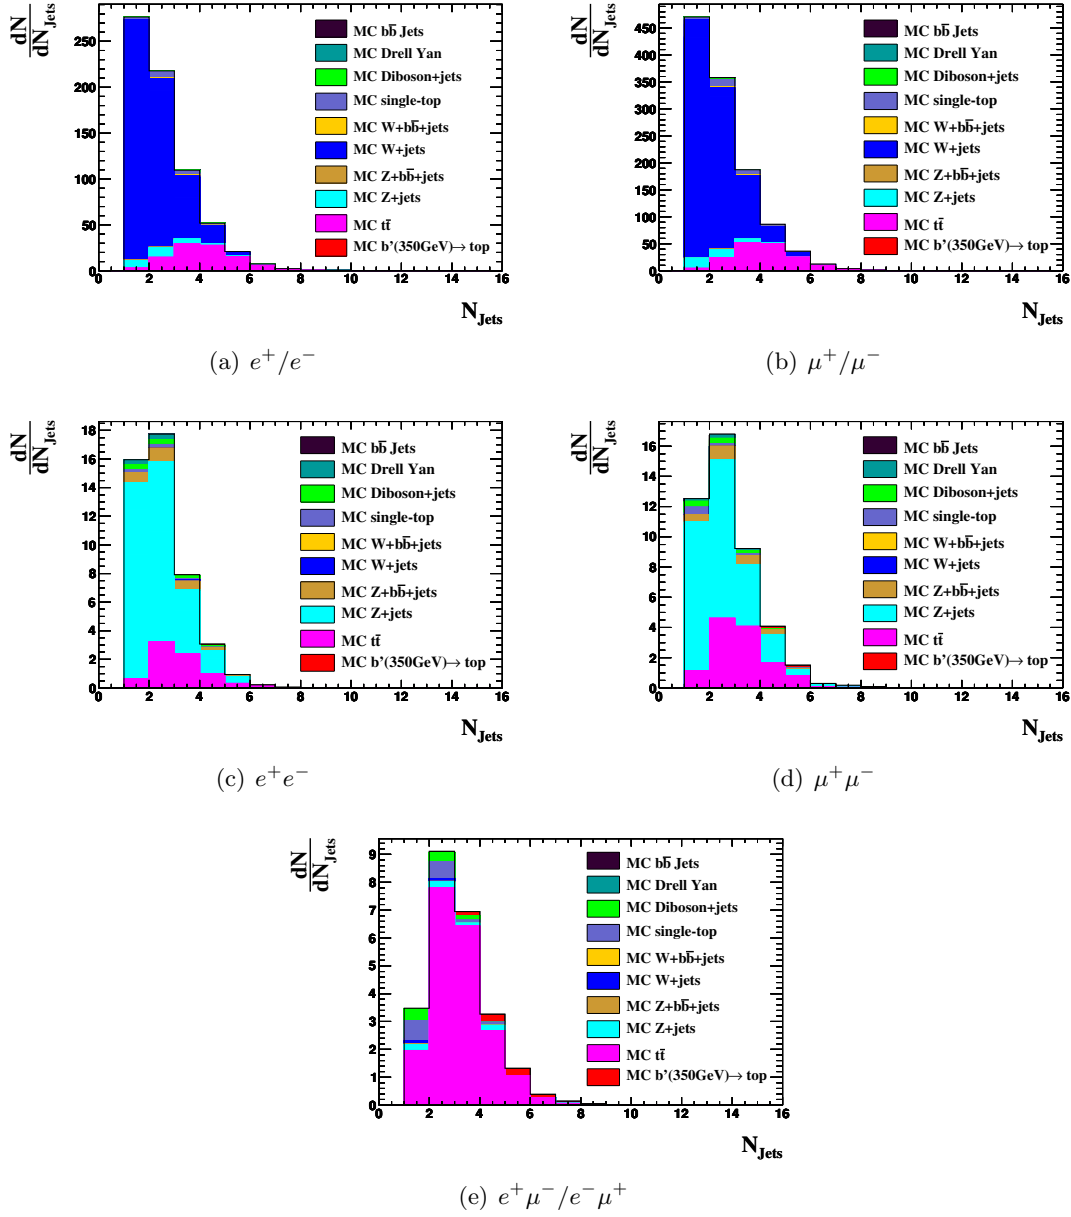 dN
dN_Jets
250
200
150
100
50
0
0 2 4 6 8 10 12 14 16
N_Jets
MC bb̄ Jets
MC Drell Yan
MC Diboson+jets
MC single-top
MC W+bb̄+jets
MC W+jets
MC Z+bb̄+jets
MC Z+jets
MC tt̄
MC b'(350GeV)→ top
(a) e⁺/e⁻
dN
dN_Jets
450
400
350
300
250
200
150
100
50
0
0 2 4 6 8 10 12 14 16
N_Jets
MC bb̄ Jets
MC Drell Yan
MC Diboson+jets
MC single-top
MC W+bb̄+jets
MC W+jets
MC Z+bb̄+jets
MC Z+jets
MC tt̄
MC b'(350GeV)→ top
(b) μ⁺/μ⁻
dN
dN_Jets
18
16
14
12
10
8
6
4
2
0
0 2 4 6 8 10 12 14 16
N_Jets
MC bb̄ Jets
MC Drell Yan
MC Diboson+jets
MC single-top
MC W+bb̄+jets
MC W+jets
MC Z+bb̄+jets
MC Z+jets
MC tt̄
MC b'(350GeV)→ top
(c) e⁺e⁻
dN
dN_Jets
16
14
12
10
8
6
4
2
0
0 2 4 6 8 10 12 14 16
N_Jets
MC bb̄ Jets
MC Drell Yan
MC Diboson+jets
MC single-top
MC W+bb̄+jets
MC W+jets
MC Z+bb̄+jets
MC Z+jets
MC tt̄
MC b'(350GeV)→ top
(d) μ⁺μ⁻
dN
dN_Jets
9
8
7
6
5
4
3
2
1
0
0 2 4 6 8 10 12 14 16
N_Jets
MC bb̄ Jets
MC Drell Yan
MC Diboson+jets
MC single-top
MC W+bb̄+jets
MC W+jets
MC Z+bb̄+jets
MC Z+jets
MC tt̄
MC b'(350GeV)→ top
(e) e⁺μ⁻/e⁻μ⁺